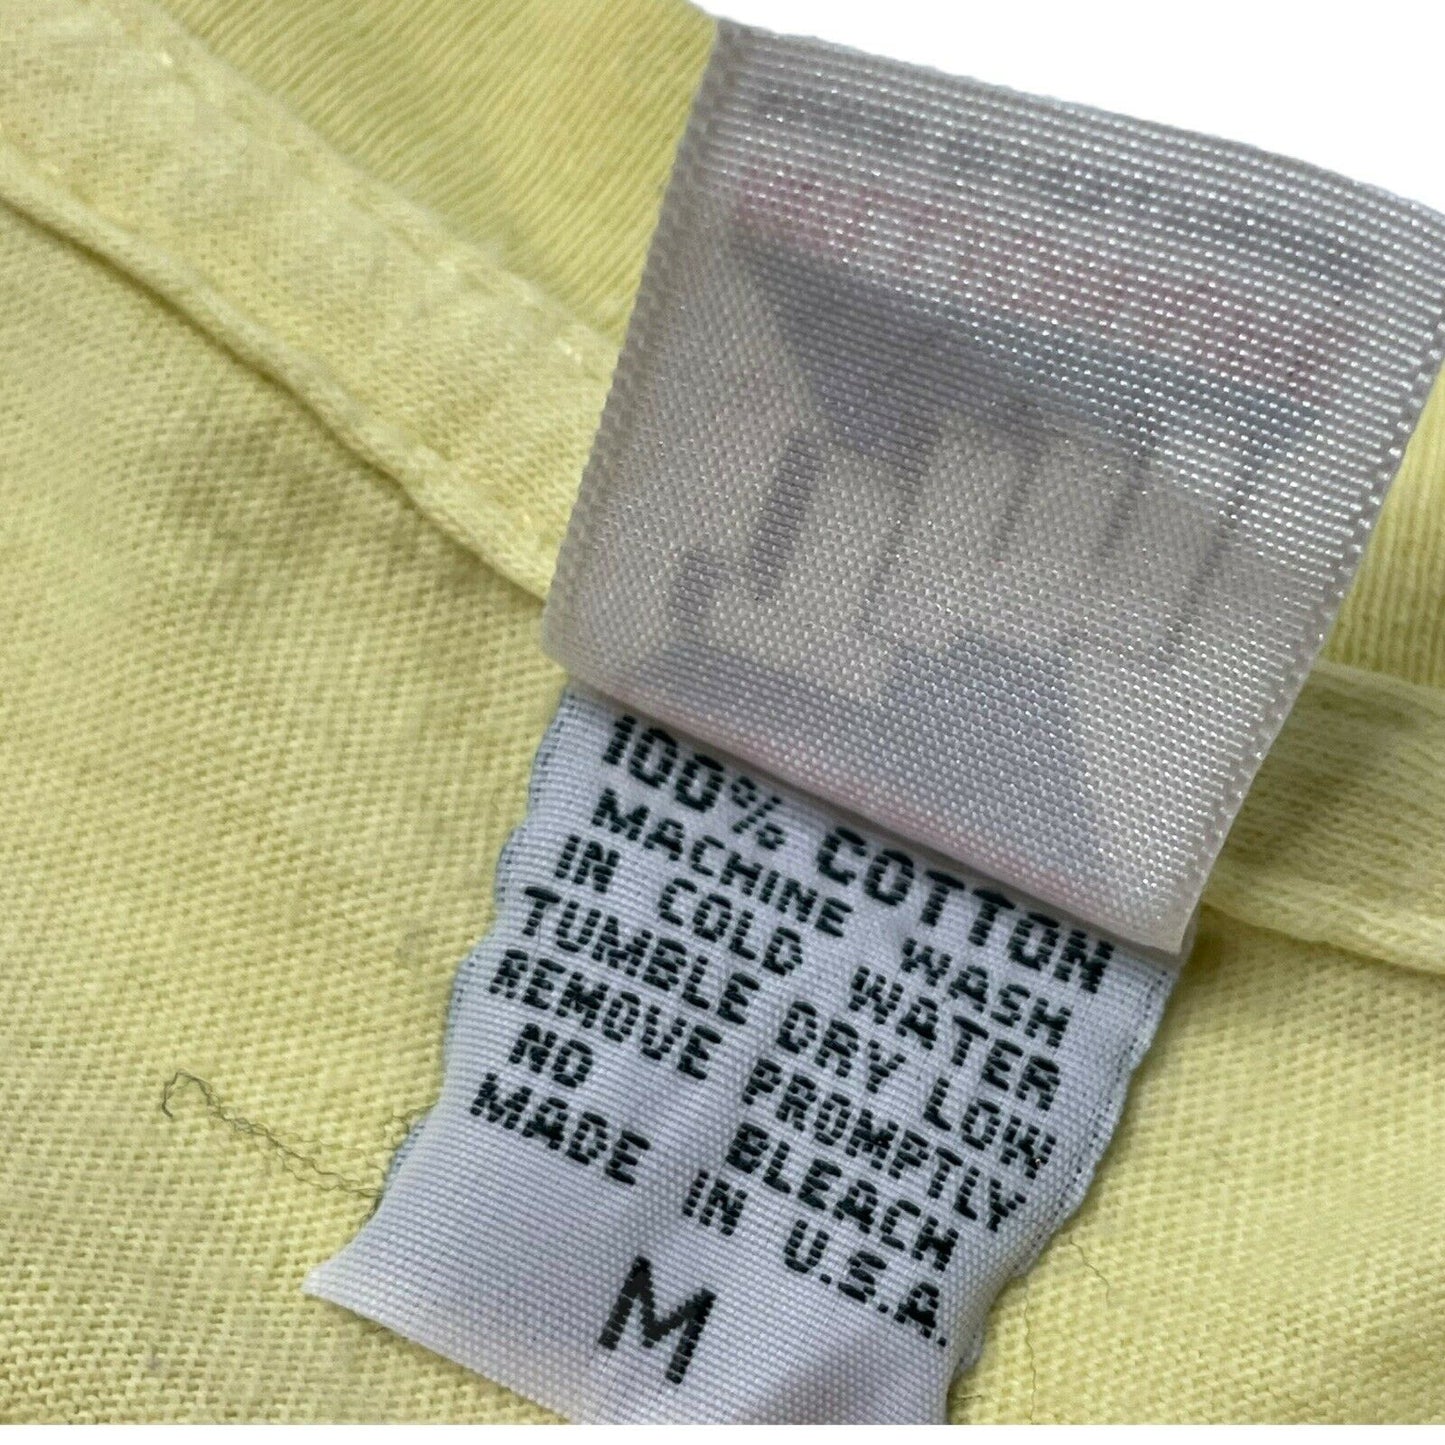 100% COTTON
MACHINE WASH
IN COLD WATER
TUMBLE DRY LOW
REMOVE PROMPTLY
NO BLEACH
MADE IN U.S.A.
M